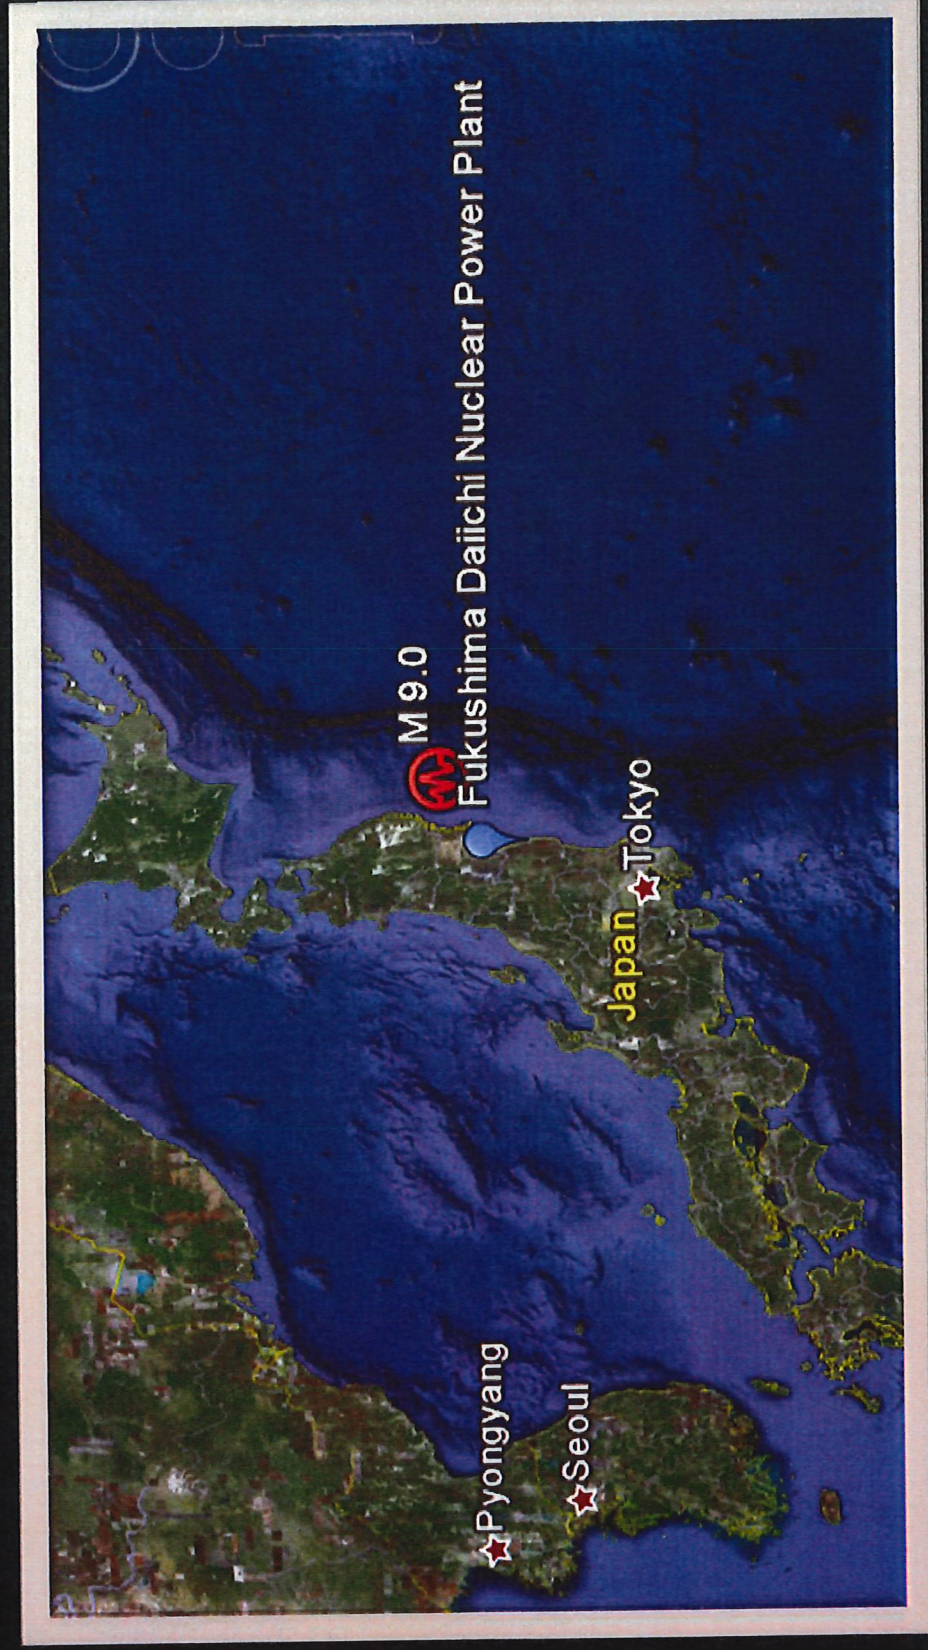 M 9.0
Fukushima Daiichi Nuclear Power Plant
Japan
Tokyo
Pyongyang
Seoul